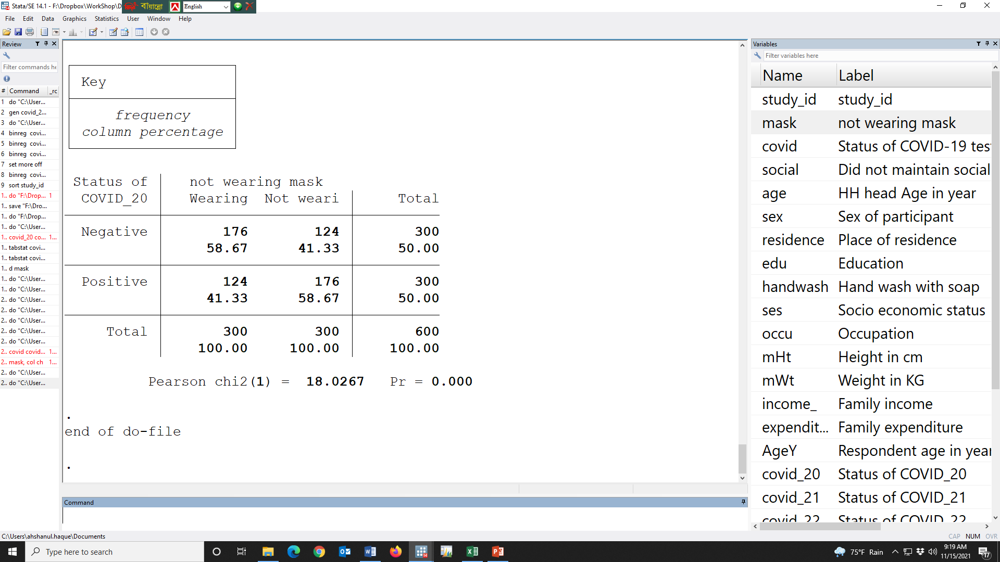 Stata/SE 14.1 - F:\Dropbox\WorkShop\D
বায়ান্নো
English
File Edit Data Graphics Statistics User Window Help
Review
Filter commands he
# Command _rc
1 do "C:\User...
2 gen covid_2...
3 do "C:\User...
4 binreg covi...
5 binreg covi...
6 binreg covi...
7 set more off
8 binreg covi...
9 sort study_id
1.. do "F:\Drop... 1
1.. save "F:\Dro...
1.. do "F:\Drop...
1.. do "C:\User...
1.. covid_20 co... 1...
1.. tabstat covi...
1.. tabstat covi...
1.. d mask
1.. do "C:\User...
1.. do "C:\User...
2.. do "C:\User...
2.. do "C:\User...
2.. do "C:\User...
2.. do "C:\User...
2.. do "C:\User...
2.. covid covid... 1...
2.. mask, col ch 1...
2.. do "C:\User...
2.. do "C:\User...
Key
frequency
column percentage
Status of not wearing mask
COVID_20 Wearing Not weari Total
Negative 176 124 300
58.67 41.33 50.00
Positive 124 176 300
41.33 58.67 50.00
Total 300 300 600
100.00 100.00 100.00
Pearson chi2(1) = 18.0267 Pr = 0.000
.
end of do-file
.
Command
Variables
Filter variables here
Name Label
study_id study_id
mask not wearing mask
covid Status of COVID-19 tes
social Did not maintain social
age HH head Age in year
sex Sex of participant
residence Place of residence
edu Education
handwash Hand wash with soap
ses Socio economic status
occu Occupation
mHt Height in cm
mWt Weight in KG
income_ Family income
expendit... Family expenditure
AgeY Respondent age in year
covid_20 Status of COVID_20
covid_21 Status of COVID_21
covid_22 Status of COVID_22
C:\Users\ahshanul.haque\Documents
CAP NUM OVR
Type here to search
75°F Rain
9:19 AM
11/15/2021
17